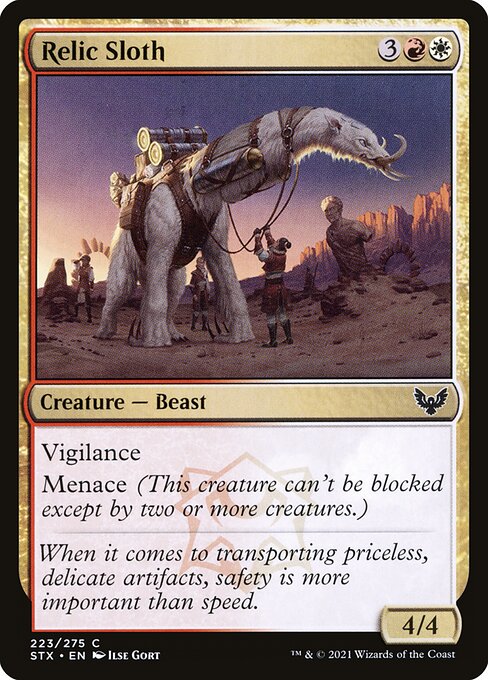 Relic Sloth 3
Creature — Beast
Vigilance
Menace (This creature can't be blocked
except by two or more creatures.)
When it comes to transporting priceless,
delicate artifacts, safety is more
important than speed.
4/4
223/275 C
STX • EN Ilse Gort ™ & © 2021 Wizards of the Coast